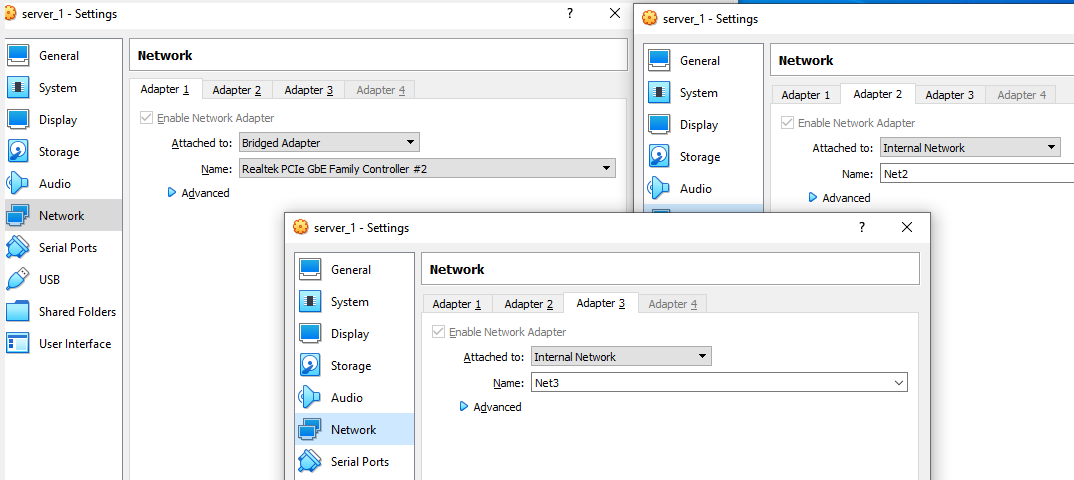 server_1 - Settings
?
Network
General
System
Display
Storage
Audio
Network
Serial Ports
USB
Shared Folders
User Interface
Adapter 1 Adapter 2 Adapter 3 Adapter 4
Enable Network Adapter
Attached to: Bridged Adapter
Name: Realtek PCIe GbE Family Controller #2
Advanced
server_1 - Settings
Network
General
System
Display
Storage
Audio
Adapter 1 Adapter 2 Adapter 3 Adapter 4
Enable Network Adapter
Attached to: Internal Network
Name: Net2
Advanced
server_1 - Settings
?
Network
General
System
Display
Storage
Audio
Network
Serial Ports
Adapter 1 Adapter 2 Adapter 3 Adapter 4
Enable Network Adapter
Attached to: Internal Network
Name: Net3
Advanced